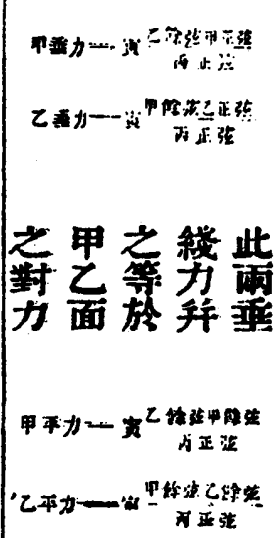 甲垂力—寅 乙餘弦甲正弦
丙正弦
乙垂力—寅 甲餘弦乙正弦
丙正弦
此兩垂
綫力并
之等於
甲乙面
之對力
甲平力—寅 乙餘弦甲餘弦
丙正弦
乙平力—寅 甲餘弦乙餘弦
丙正弦